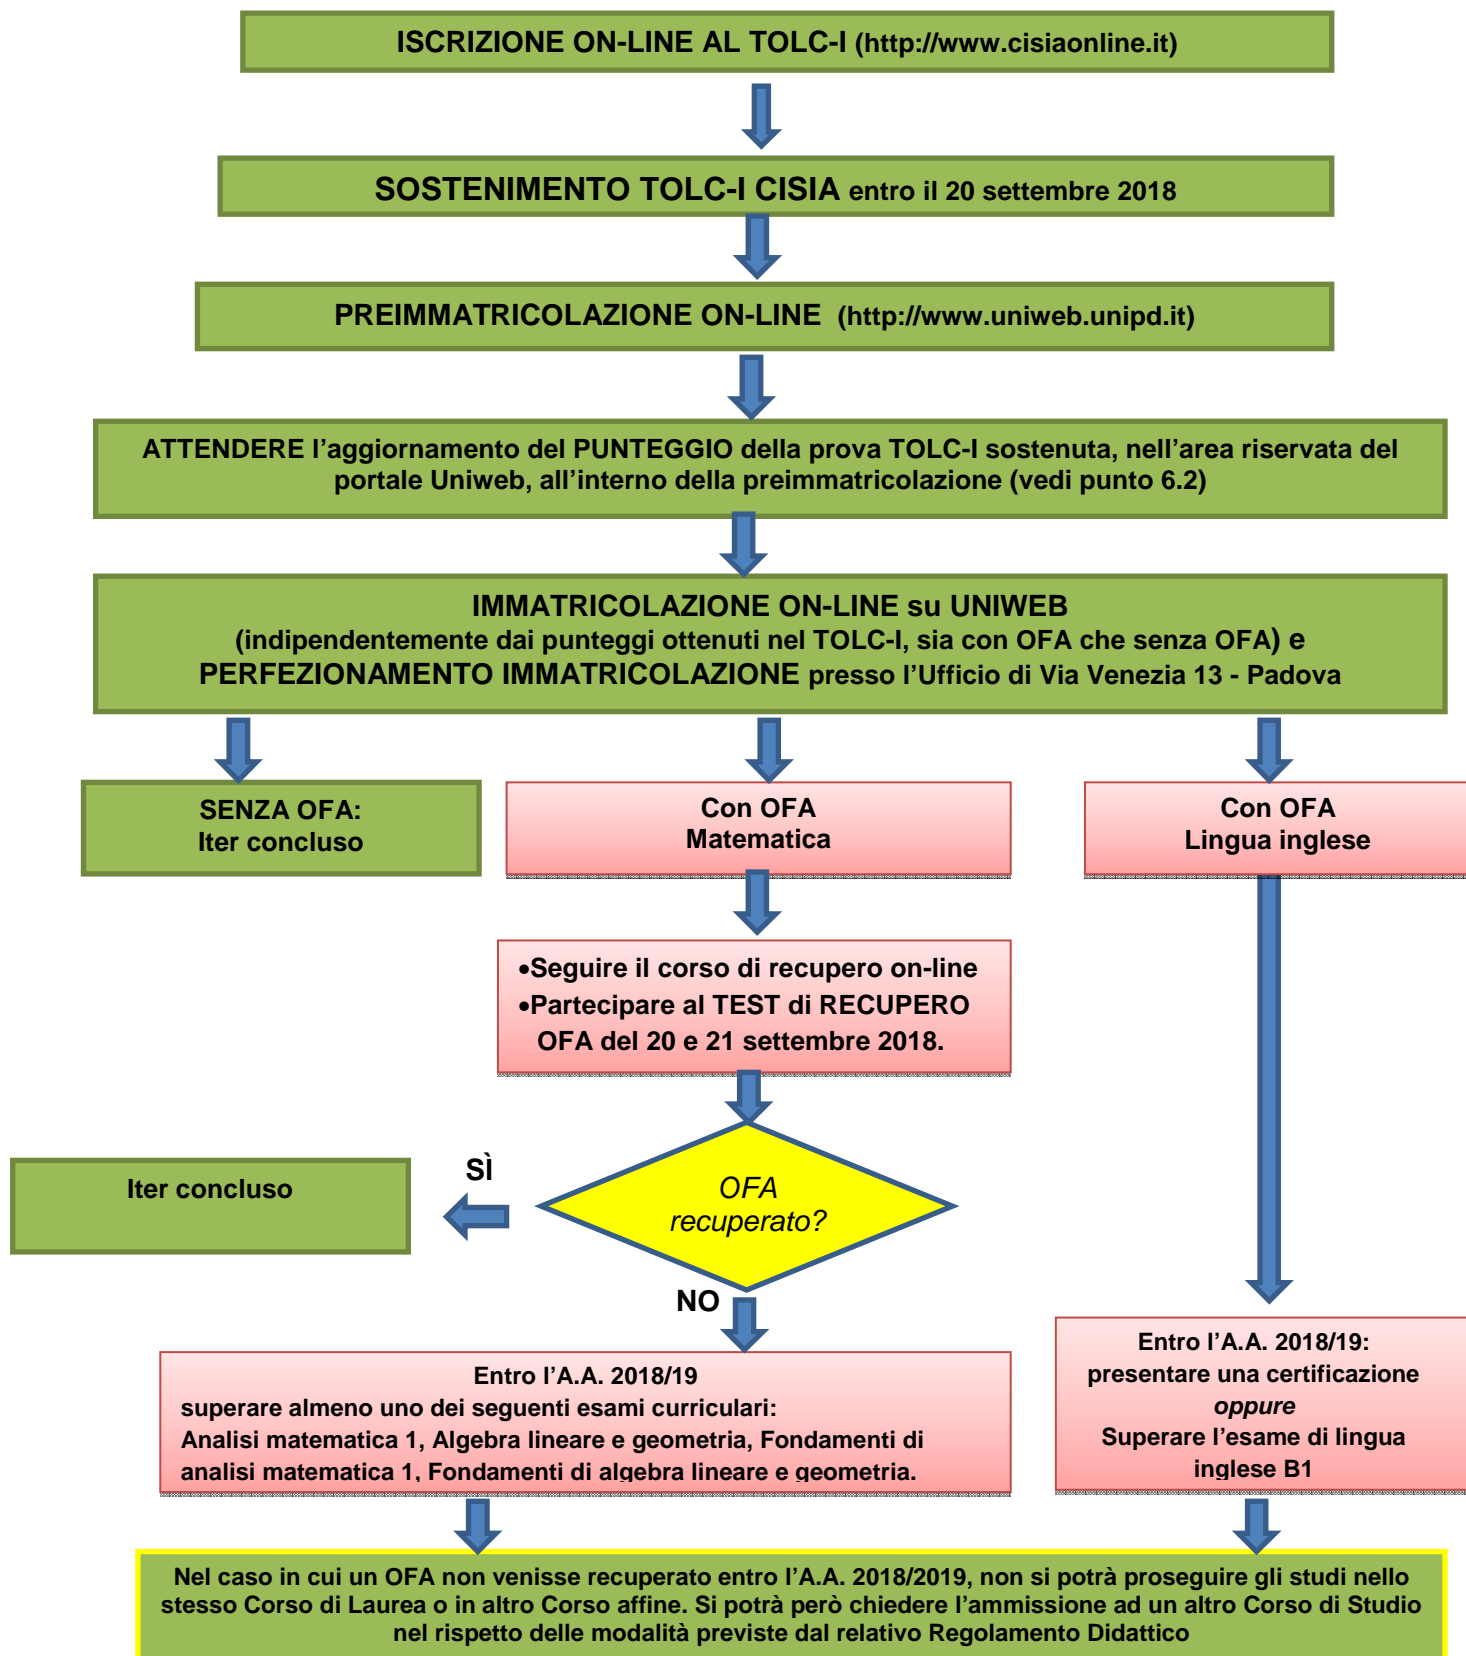 ISCRIZIONE ON-LINE AL TOLC-I (http://www.cisiaonline.it)
SOSTENIMENTO TOLC-I CISIA entro il 20 settembre 2018
PREIMMATRICOLAZIONE ON-LINE (http://www.uniweb.unipd.it)
ATTENDERE l’aggiornamento del PUNTEGGIO della prova TOLC-I sostenuta, nell’area riservata del
portale Uniweb, all’interno della preimmatricolazione (vedi punto 6.2)
IMMATRICOLAZIONE ON-LINE su UNIWEB
(indipendentemente dai punteggi ottenuti nel TOLC-I, sia con OFA che senza OFA) e
PERFEZIONAMENTO IMMATRICOLAZIONE presso l’Ufficio di Via Venezia 13 - Padova
SENZA OFA:
Iter concluso
Con OFA
Matematica
Con OFA
Lingua inglese
•Seguire il corso di recupero on-line
•Partecipare al TEST di RECUPERO
OFA del 20 e 21 settembre 2018.
OFA
recuperato?
SÌ
Iter concluso
NO
Entro l’A.A. 2018/19
superare almeno uno dei seguenti esami curriculari:
Analisi matematica 1, Algebra lineare e geometria, Fondamenti di
analisi matematica 1, Fondamenti di algebra lineare e geometria.
Entro l’A.A. 2018/19:
presentare una certificazione
oppure
Superare l’esame di lingua
inglese B1
Nel caso in cui un OFA non venisse recuperato entro l’A.A. 2018/2019, non si potrà proseguire gli studi nello
stesso Corso di Laurea o in altro Corso affine. Si potrà però chiedere l’ammissione ad un altro Corso di Studio
nel rispetto delle modalità previste dal relativo Regolamento Didattico